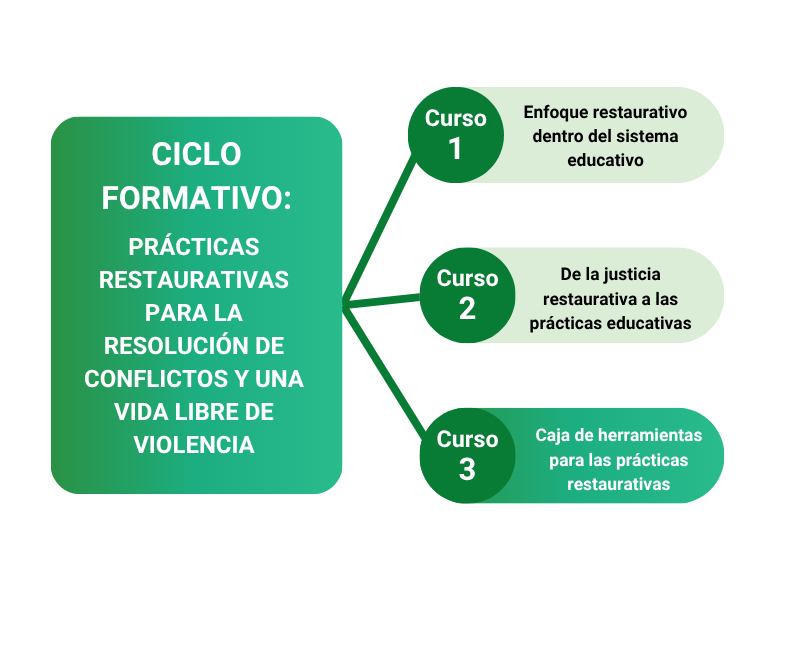 CICLO
FORMATIVO:
PRÁCTICAS
RESTAURATIVAS
PARA LA
RESOLUCIÓN DE
CONFLICTOS Y UNA
VIDA LIBRE DE
VIOLENCIA
Curso
1
Enfoque restaurativo
dentro del sistema
educativo
Curso
2
De la justicia
restaurativa a las
prácticas educativas
Curso
3
Caja de herramientas
para las prácticas
restaurativas